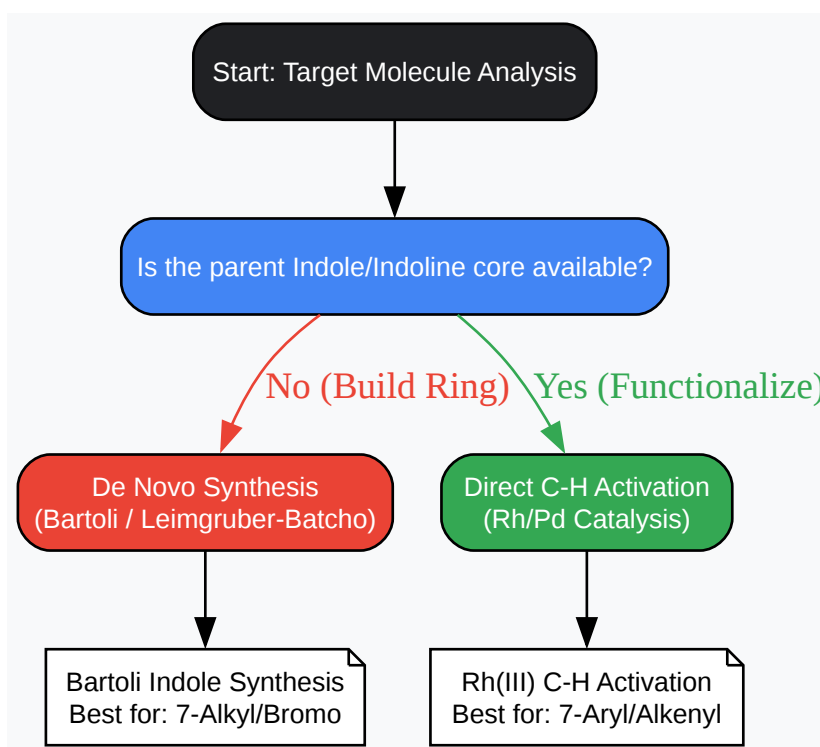 Start: Target Molecule Analysis
Is the parent Indole/Indoline core available?
No (Build Ring)
Yes (Functionalize)
De Novo Synthesis
(Bartoli / Leimgruber-Batcho)
Direct C-H Activation
(Rh/Pd Catalysis)
Bartoli Indole Synthesis
Best for: 7-Alkyl/Bromo
Rh(III) C-H Activation
Best for: 7-Aryl/Alkenyl